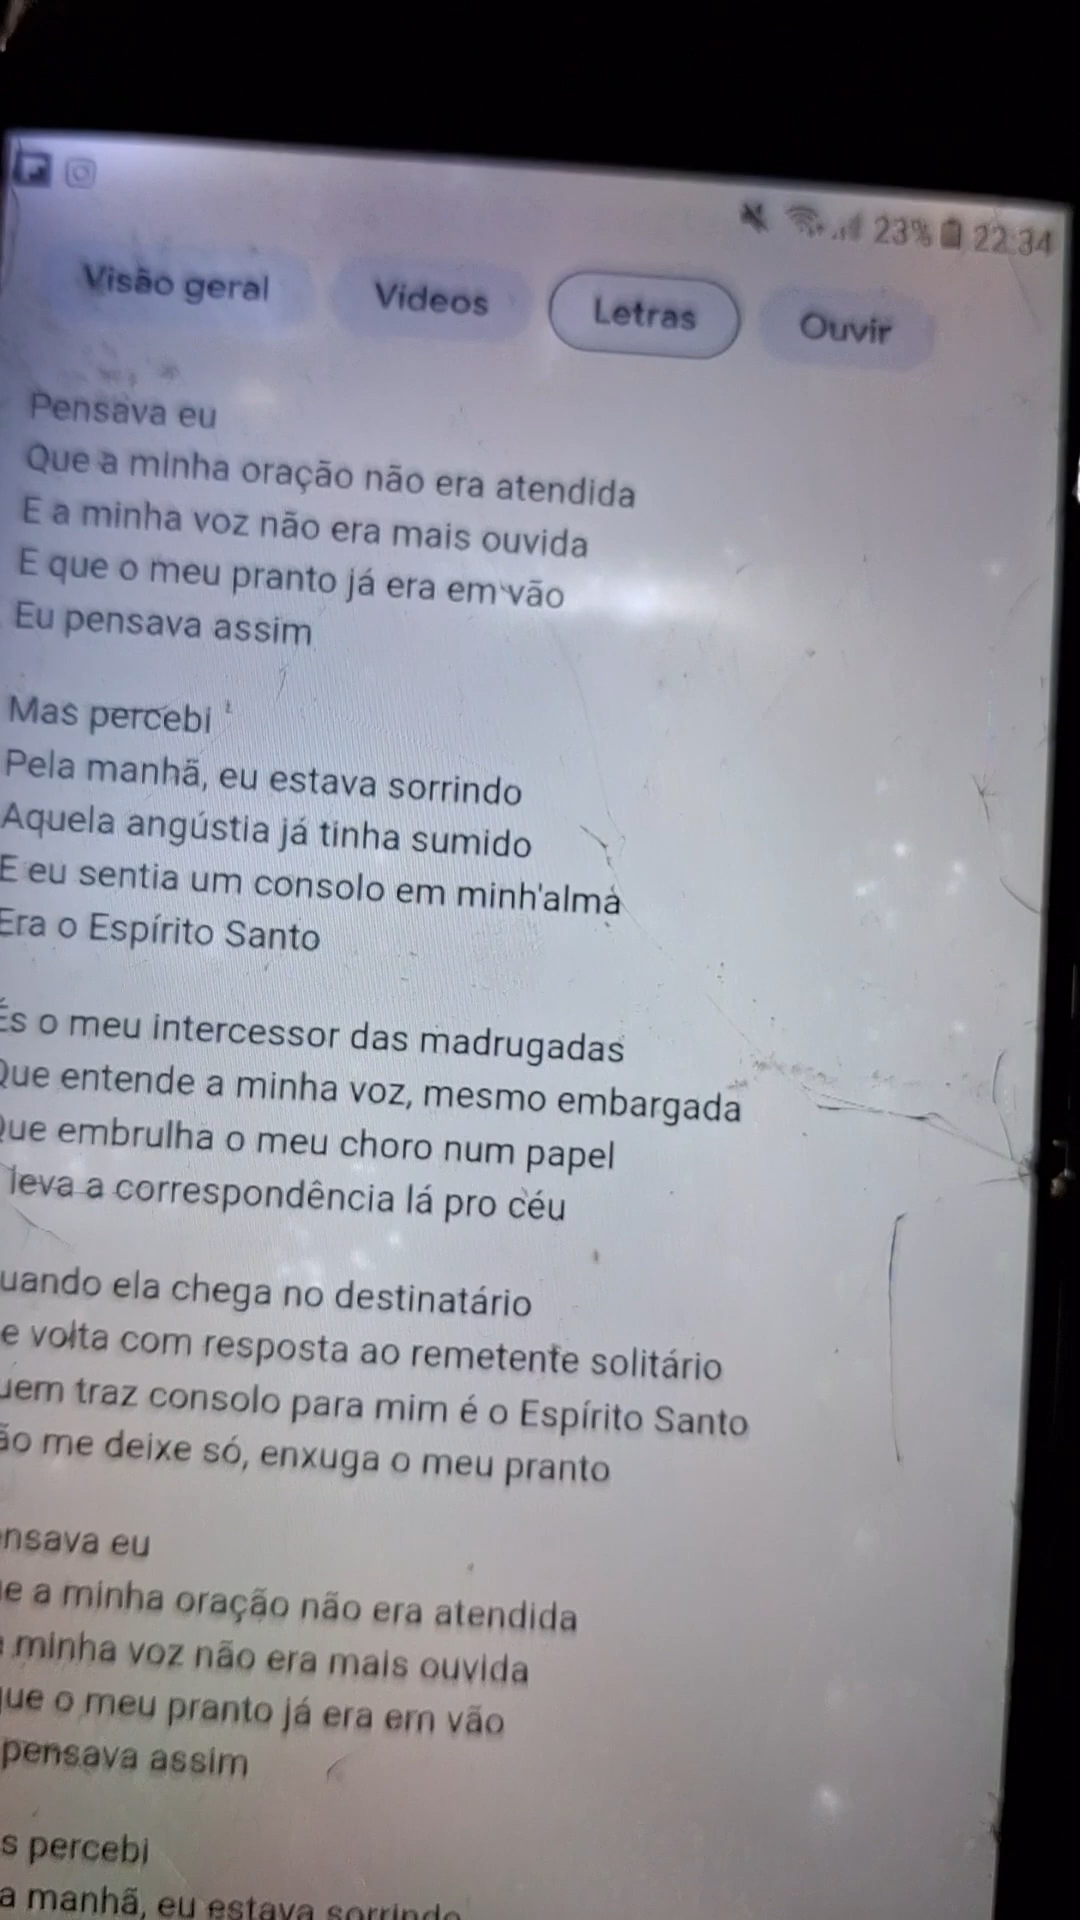 23% 22:34
Visão geral Vídeos Letras Ouvir
Pensava eu
Que a minha oração não era atendida
E a minha voz não era mais ouvida
E que o meu pranto já era em vão
Eu pensava assim
Mas percebi
Pela manhã, eu estava sorrindo
Aquela angústia já tinha sumido
E eu sentia um consolo em minh'alma
Era o Espírito Santo
És o meu intercessor das madrugadas
Que entende a minha voz, mesmo embargada
Que embrulha o meu choro num papel
leva a correspondência lá pro céu
uando ela chega no destinatário
e volta com resposta ao remetente solitário
uem traz consolo para mim é o Espírito Santo
ão me deixe só, enxuga o meu pranto
nsava eu
e a minha oração não era atendida
minha voz não era mais ouvida
ue o meu pranto já era em vão
pensava assim
s percebi
a manhã, eu estava sorrindo